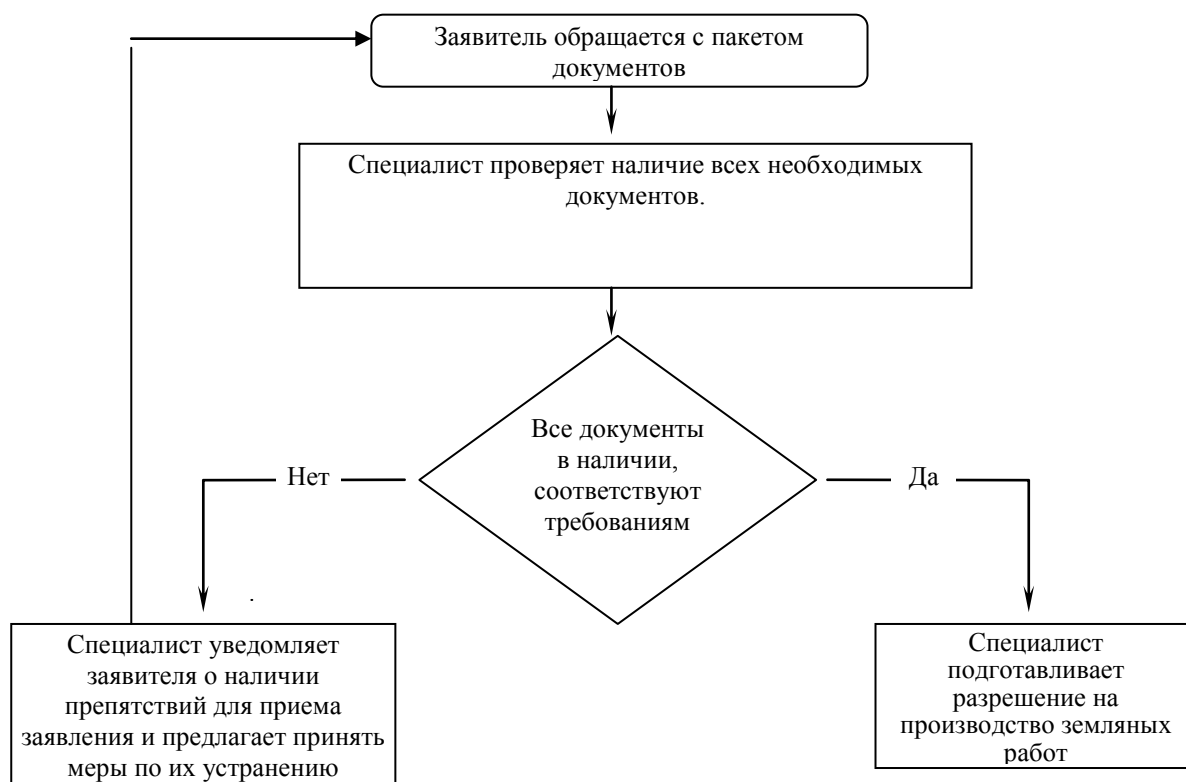 Заявитель обращается с пакетом
документов
Специалист проверяет наличие всех необходимых
документов.
Все документы
в наличии,
соответствуют
требованиям
Нет
Да
.
Специалист уведомляет
заявителя о наличии
препятствий для приема
заявления и предлагает принять
меры по их устранению
Специалист
подготавливает
разрешение на
производство земляных
работ